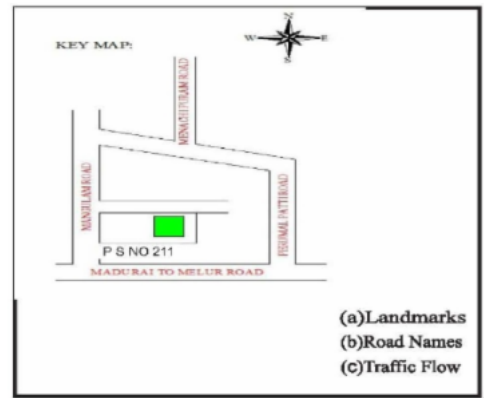 N
W E
S
KEY MAP:
MENACHIPURAM ROAD
MANGULAM ROAD
PERUMAL PATTI ROAD
P S NO 211
MADURAI TO MELUR ROAD
(a)Landmarks
(b)Road Names
(c)Traffic Flow